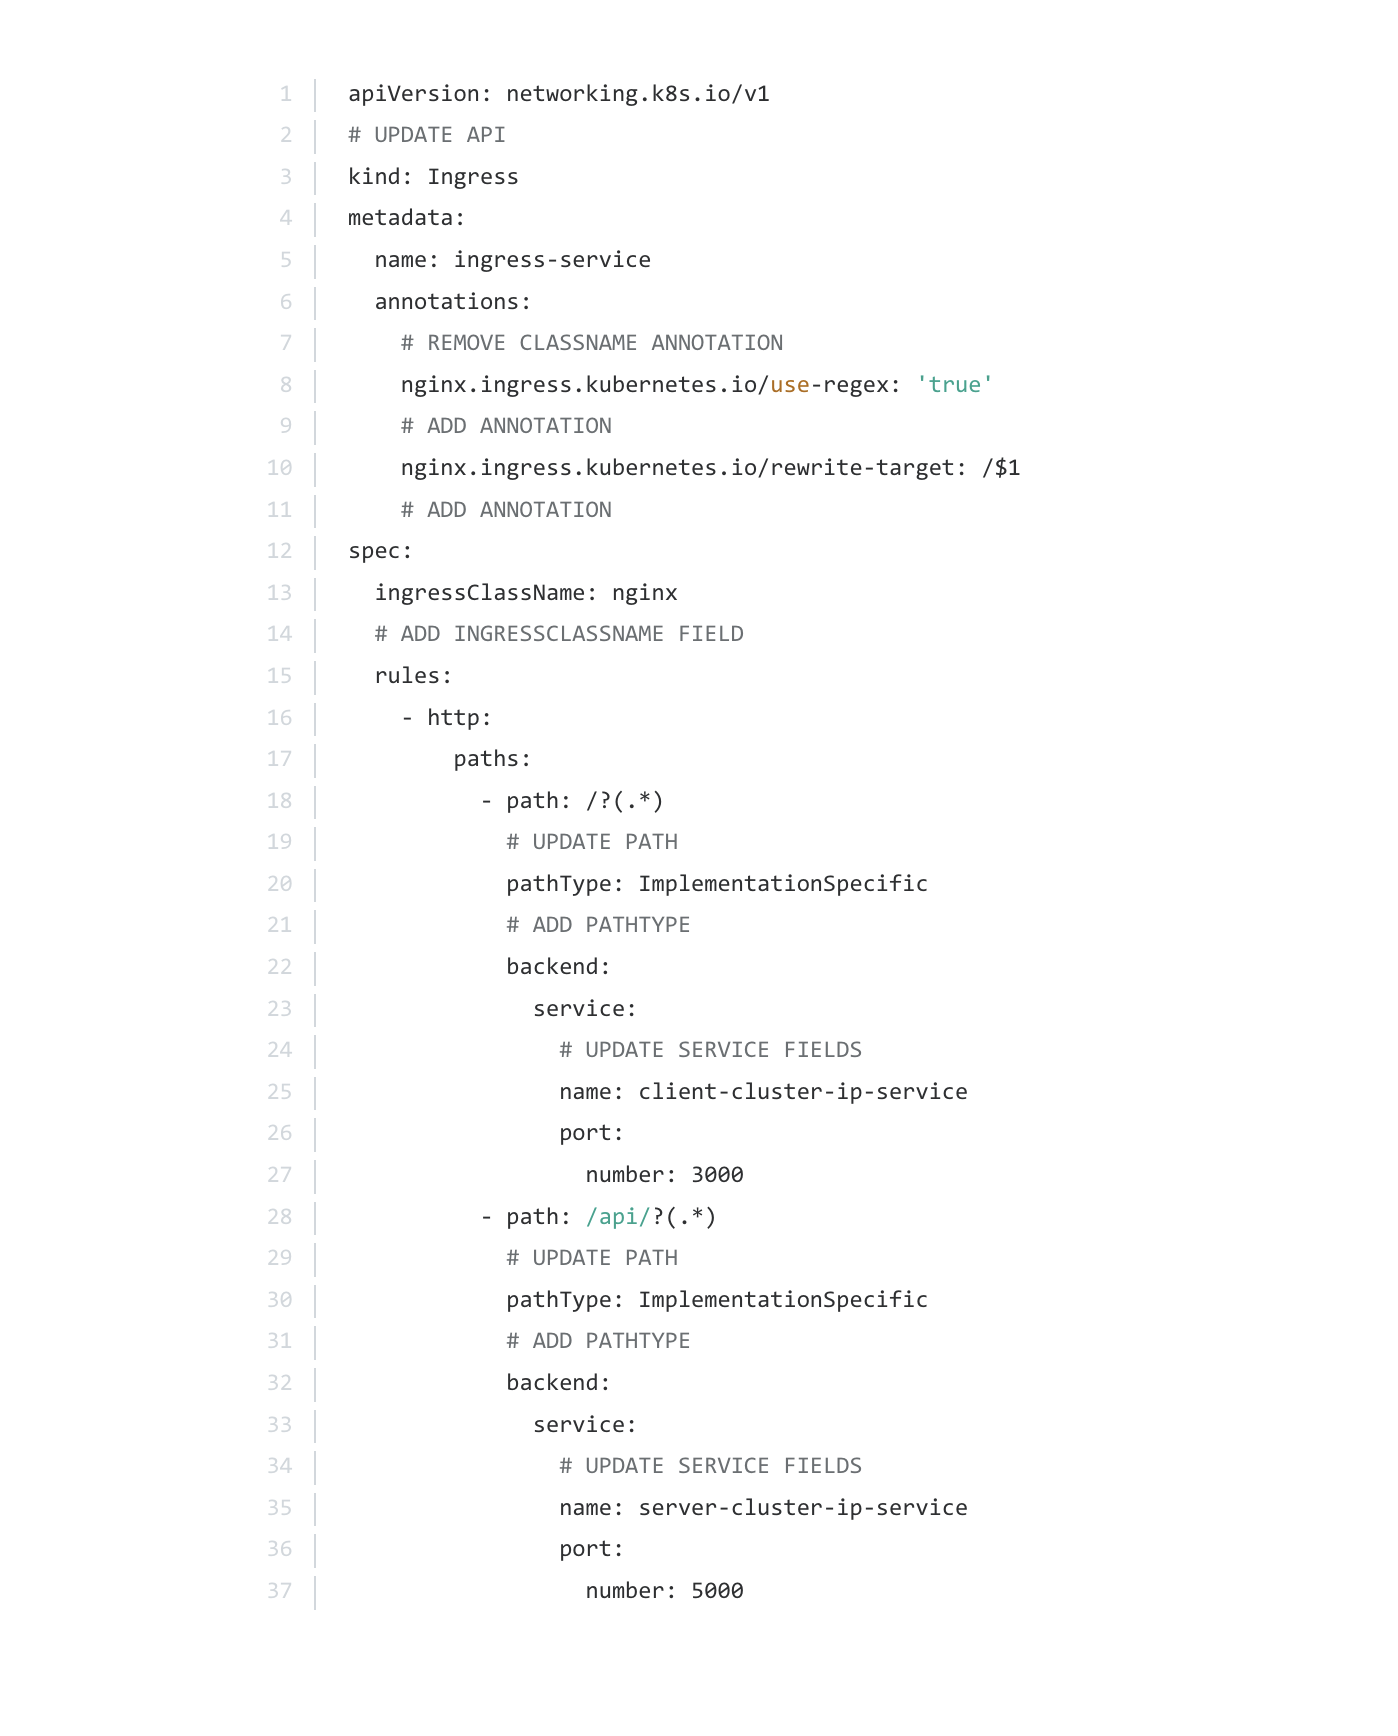 1 apiVersion: networking.k8s.io/v1
2 # UPDATE API
3 kind: Ingress
4 metadata:
5   name: ingress-service
6   annotations:
7     # REMOVE CLASSNAME ANNOTATION
8     nginx.ingress.kubernetes.io/use-regex: 'true'
9     # ADD ANNOTATION
10     nginx.ingress.kubernetes.io/rewrite-target: /$1
11     # ADD ANNOTATION
12 spec:
13   ingressClassName: nginx
14   # ADD INGRESSCLASSNAME FIELD
15   rules:
16     - http:
17         paths:
18           - path: /?(.*)
19             # UPDATE PATH
20             pathType: ImplementationSpecific
21             # ADD PATHTYPE
22             backend:
23               service:
24                 # UPDATE SERVICE FIELDS
25                 name: client-cluster-ip-service
26                 port:
27                   number: 3000
28           - path: /api/?(.*)
29             # UPDATE PATH
30             pathType: ImplementationSpecific
31             # ADD PATHTYPE
32             backend:
33               service:
34                 # UPDATE SERVICE FIELDS
35                 name: server-cluster-ip-service
36                 port:
37                   number: 5000